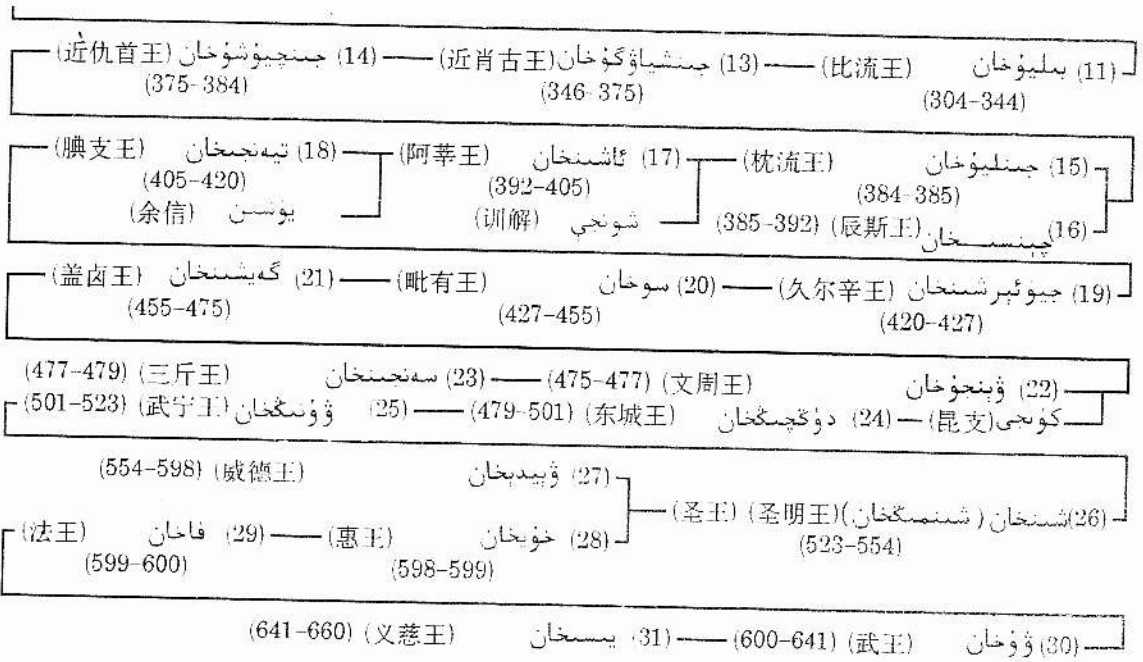 (11) بىليۇخان (比流王) (13) جىنشياۋگۇخان (近肖古王) (14) جىنچيۇشۇخان (近仇首王)
(304-344) (346-375) (375-384)
(15) جىنليۇخان (枕流王) (17) ئاشىنخان (阿莘王) (18) تيەنجىخان (腆支王)
(384-385) (392-405) (405-420)
(16) چېنسىخان (辰斯王) (385-392) شونجې (训解) يۈشىن (余信)
(19) جيۇئېرشىنخان (久尔辛王) (20) سوخان (毗有王) (21) گەيشىنخان (盖卤王)
(420-427) (427-455) (455-475)
(22) ۋېنجۇخان (文周王) (475-477) (23) سەنجىنخان (三斤王) (477-479)
كۈنجى (昆支) (24) دۇڭچىڭخان (东城王) (479-501) (25) ۋۇنىڭخان (武宁王) (501-523)
(27) ۋېيدېخان (威德王) (554-598)
(26) شىنخان (شىنمىڭخان) (圣明王) (圣王)
(523-554)
(28) خۇيخان (惠王) (29) فاخان (法王)
(598-599) (599-600)
(30) ۋۇخان (武王) (600-641) (31) يىسىخان (义慈王) (641-660)